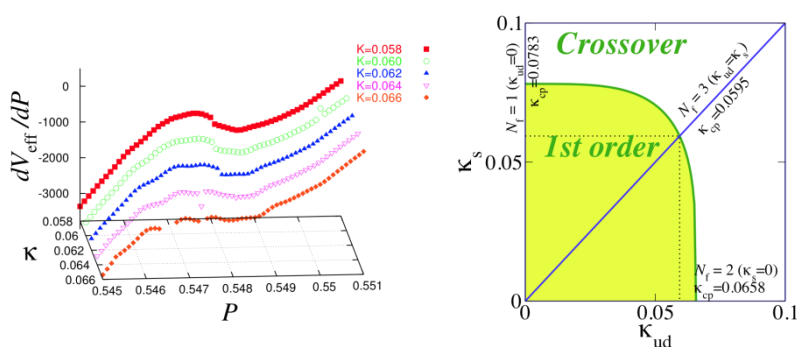 K=0.058
K=0.060
K=0.062
K=0.064
K=0.066
dV_eff/dP
0
-1000
-2000
-3000
0.058
0.06
0.062
0.064
0.066
κ
0.545
0.546
0.547
0.548
0.549
0.55
0.551
P
0.1
0.05
0
κ_s
Crossover
1st order
N_f = 1 (κ_ud=0)
κ_cp=0.0783
N_f = 3 (κ_ud=κ_s)
κ_cp=0.0595
N_f = 2 (κ_s=0)
κ_cp=0.0658
0
0.05
0.1
κ_ud